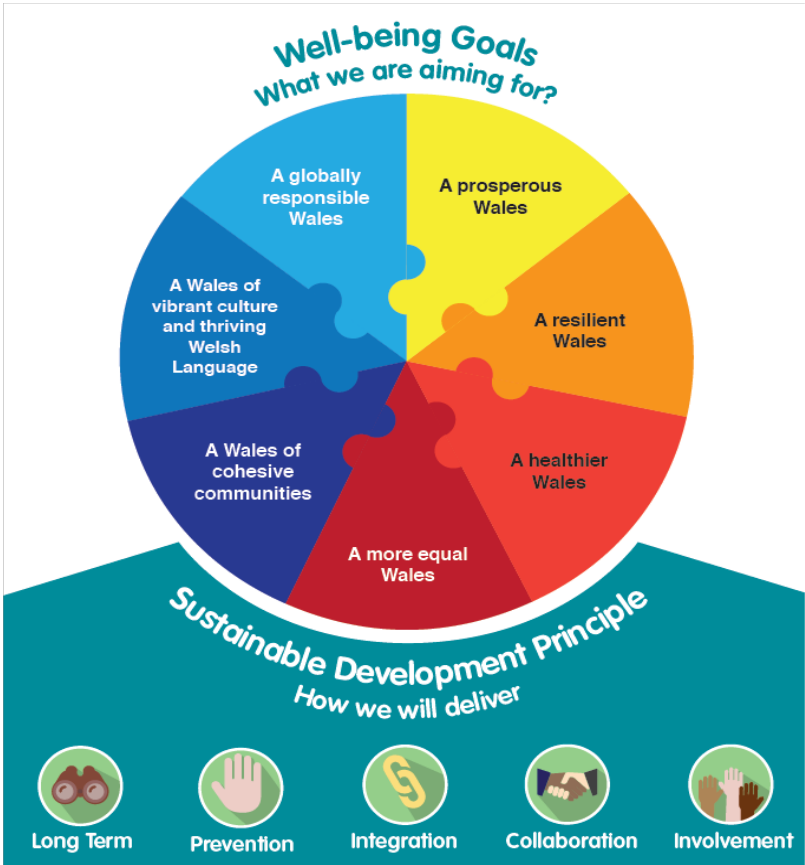 Well-being Goals
What we are aiming for?
A globally
responsible
Wales
A prosperous
Wales
A Wales of
vibrant culture
and thriving
Welsh
Language
A resilient
Wales
A Wales of
cohesive
communities
A healthier
Wales
A more equal
Wales
Sustainable Development Principle
How we will deliver
Long Term
Prevention
Integration
Collaboration
Involvement